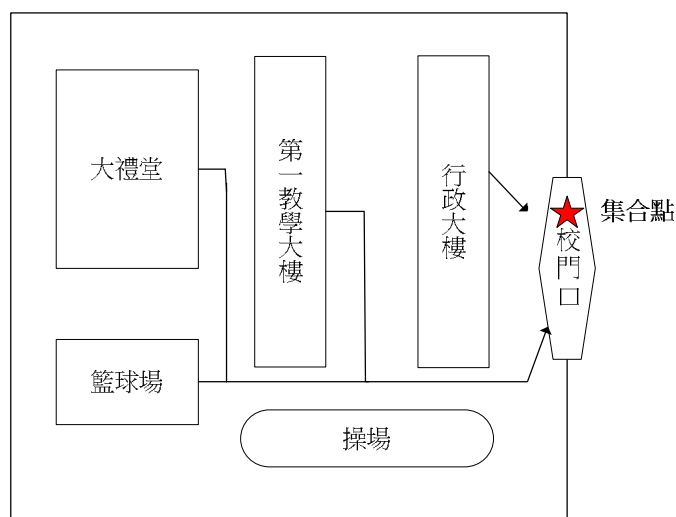 大禮堂
第一教學大樓
行政大樓
集合點
校門口
籃球場
操場